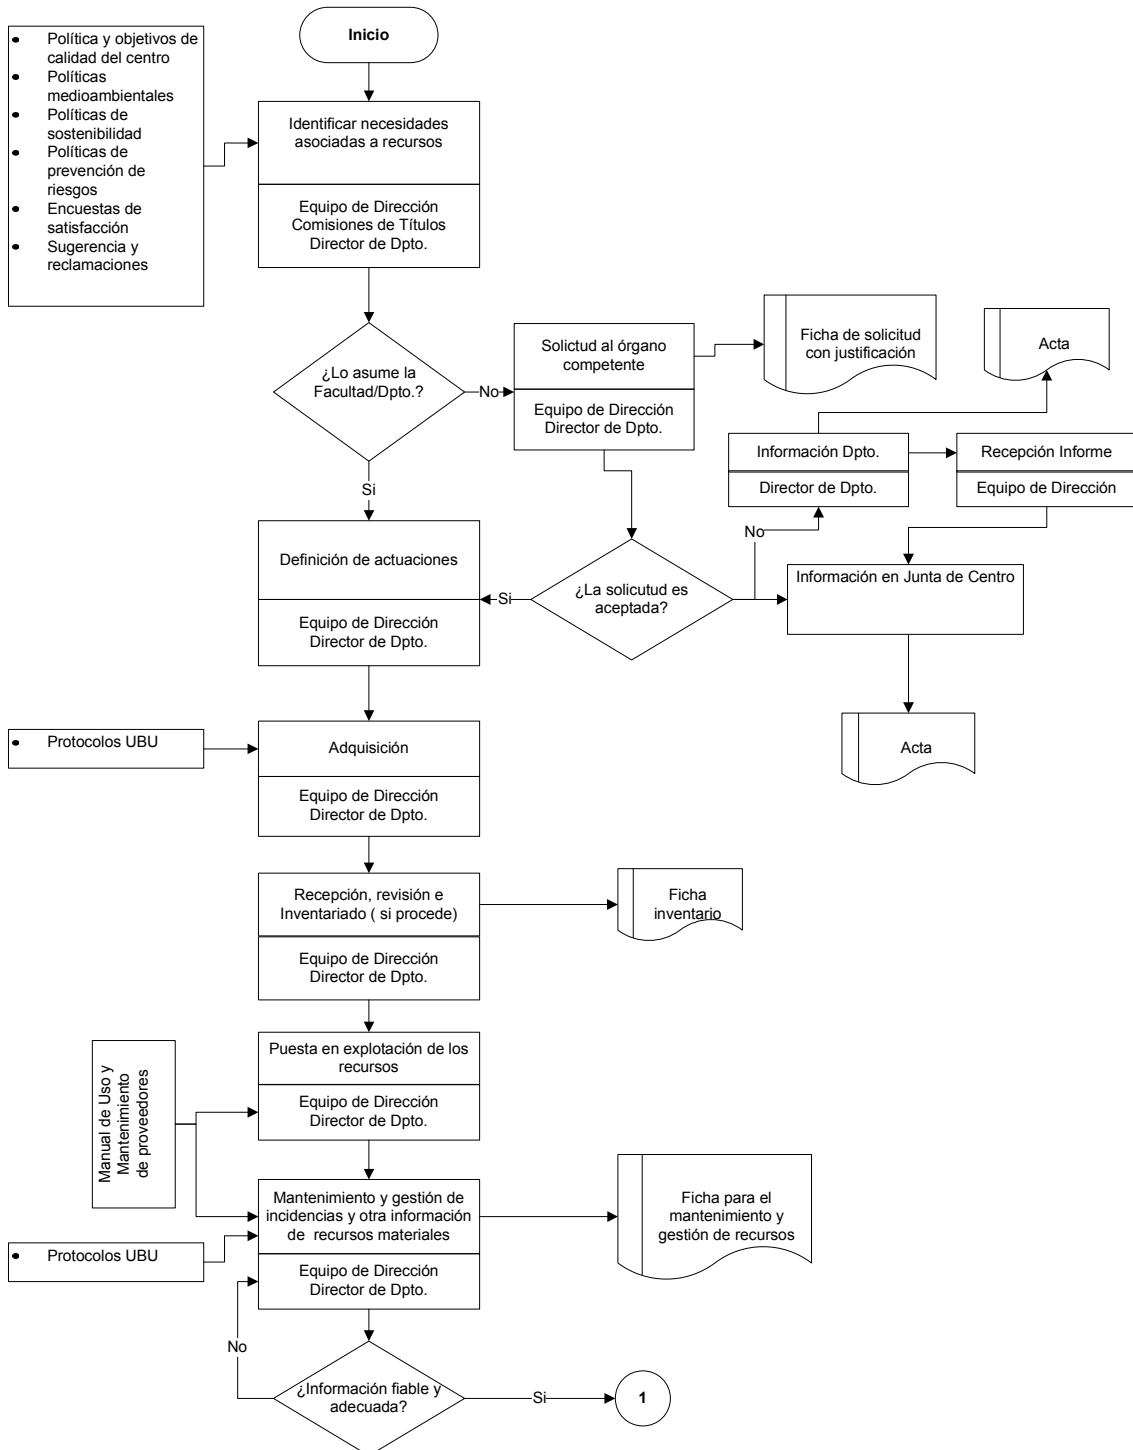 Inicio
• Política y objetivos de
calidad del centro
• Políticas
medioambientales
• Políticas de
sostenibilidad
• Políticas de
prevención de
riesgos
• Encuestas de
satisfacción
• Sugerencia y
reclamaciones
Identificar necesidades
asociadas a recursos
Equipo de Dirección
Comisiones de Títulos
Director de Dpto.
¿Lo asume la
Facultad/Dpto.?
No
Si
Solictud al órgano
competente
Equipo de Dirección
Director de Dpto.
Ficha de solicitud
con justificación
Acta
Información Dpto.
Director de Dpto.
Recepción Informe
Equipo de Dirección
¿La solicutud es
aceptada?
Si
No
Información en Junta de Centro
Acta
Definición de actuaciones
Equipo de Dirección
Director de Dpto.
• Protocolos UBU
Adquisición
Equipo de Dirección
Director de Dpto.
Recepción, revisión e
Inventariado ( si procede)
Equipo de Dirección
Director de Dpto.
Ficha
inventario
Puesta en explotación de los
recursos
Equipo de Dirección
Director de Dpto.
Manual de Uso y
Mantenimiento
de proveedores
Mantenimiento y gestión de
incidencias y otra información
de recursos materiales
Equipo de Dirección
Director de Dpto.
• Protocolos UBU
Ficha para el
mantenimiento y
gestión de recursos
No
¿Información fiable y
adecuada?
Si
1